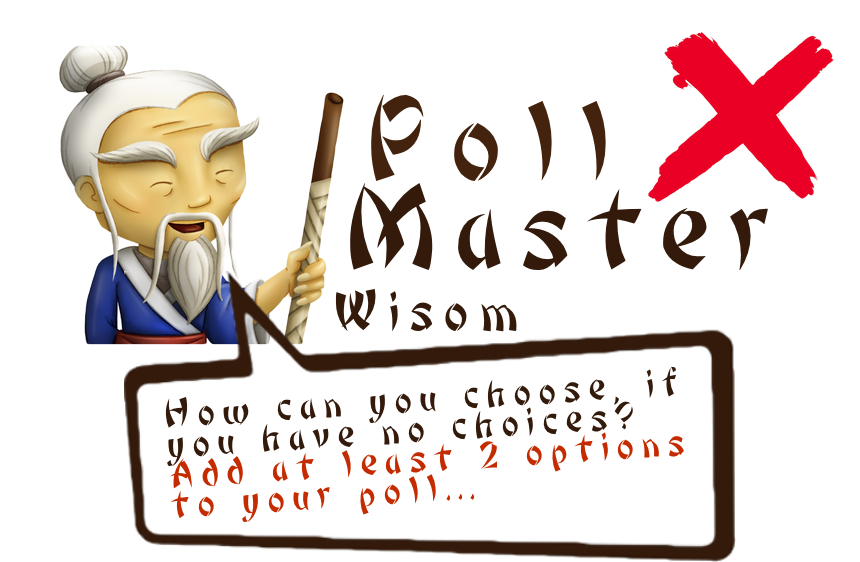 Poll
Master
Wisom
How can you choose, if
you have no choices?
Add at least 2 options
to your poll...